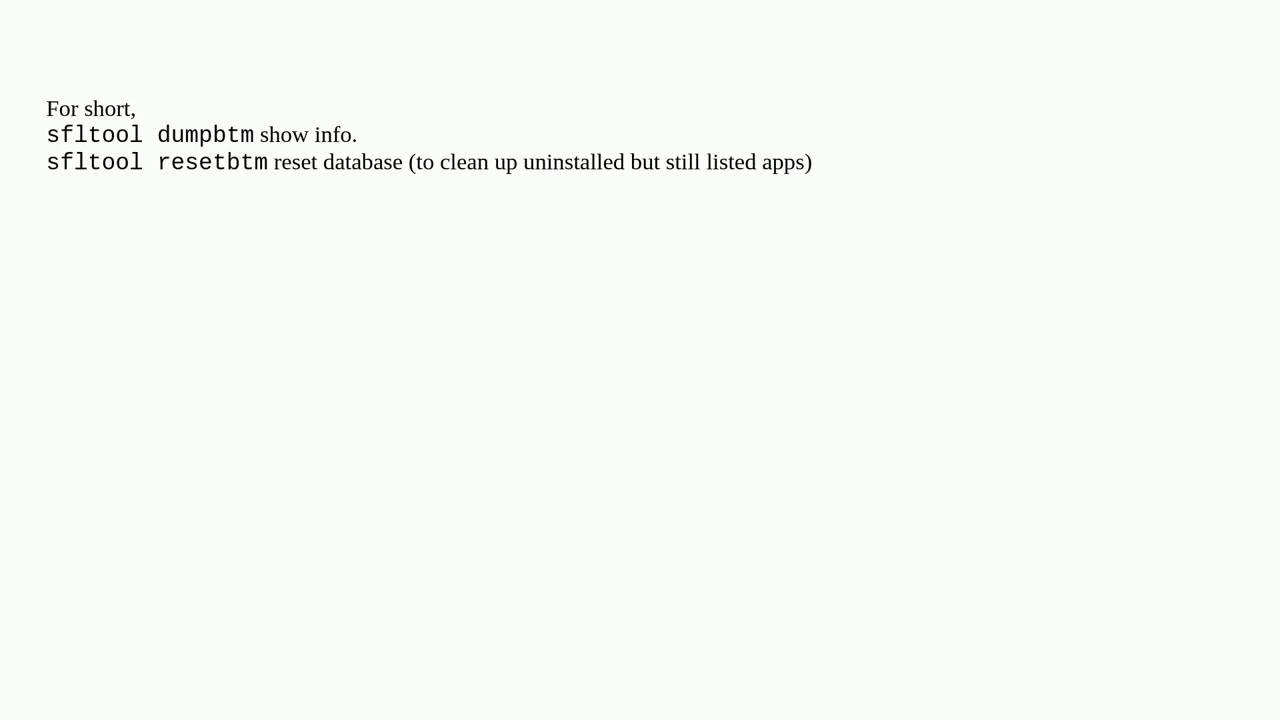 For short,
sfltool dumpbtm show info.
sfltool resetbtm reset database (to clean up uninstalled but still listed apps)